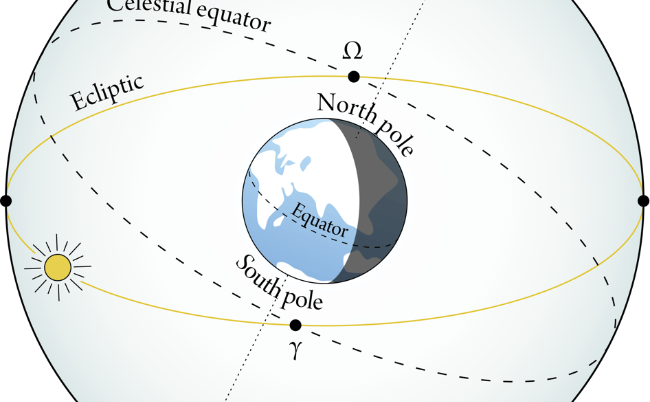 Celestial equator
Ω
Ecliptic
North pole
Equator
South pole
γ